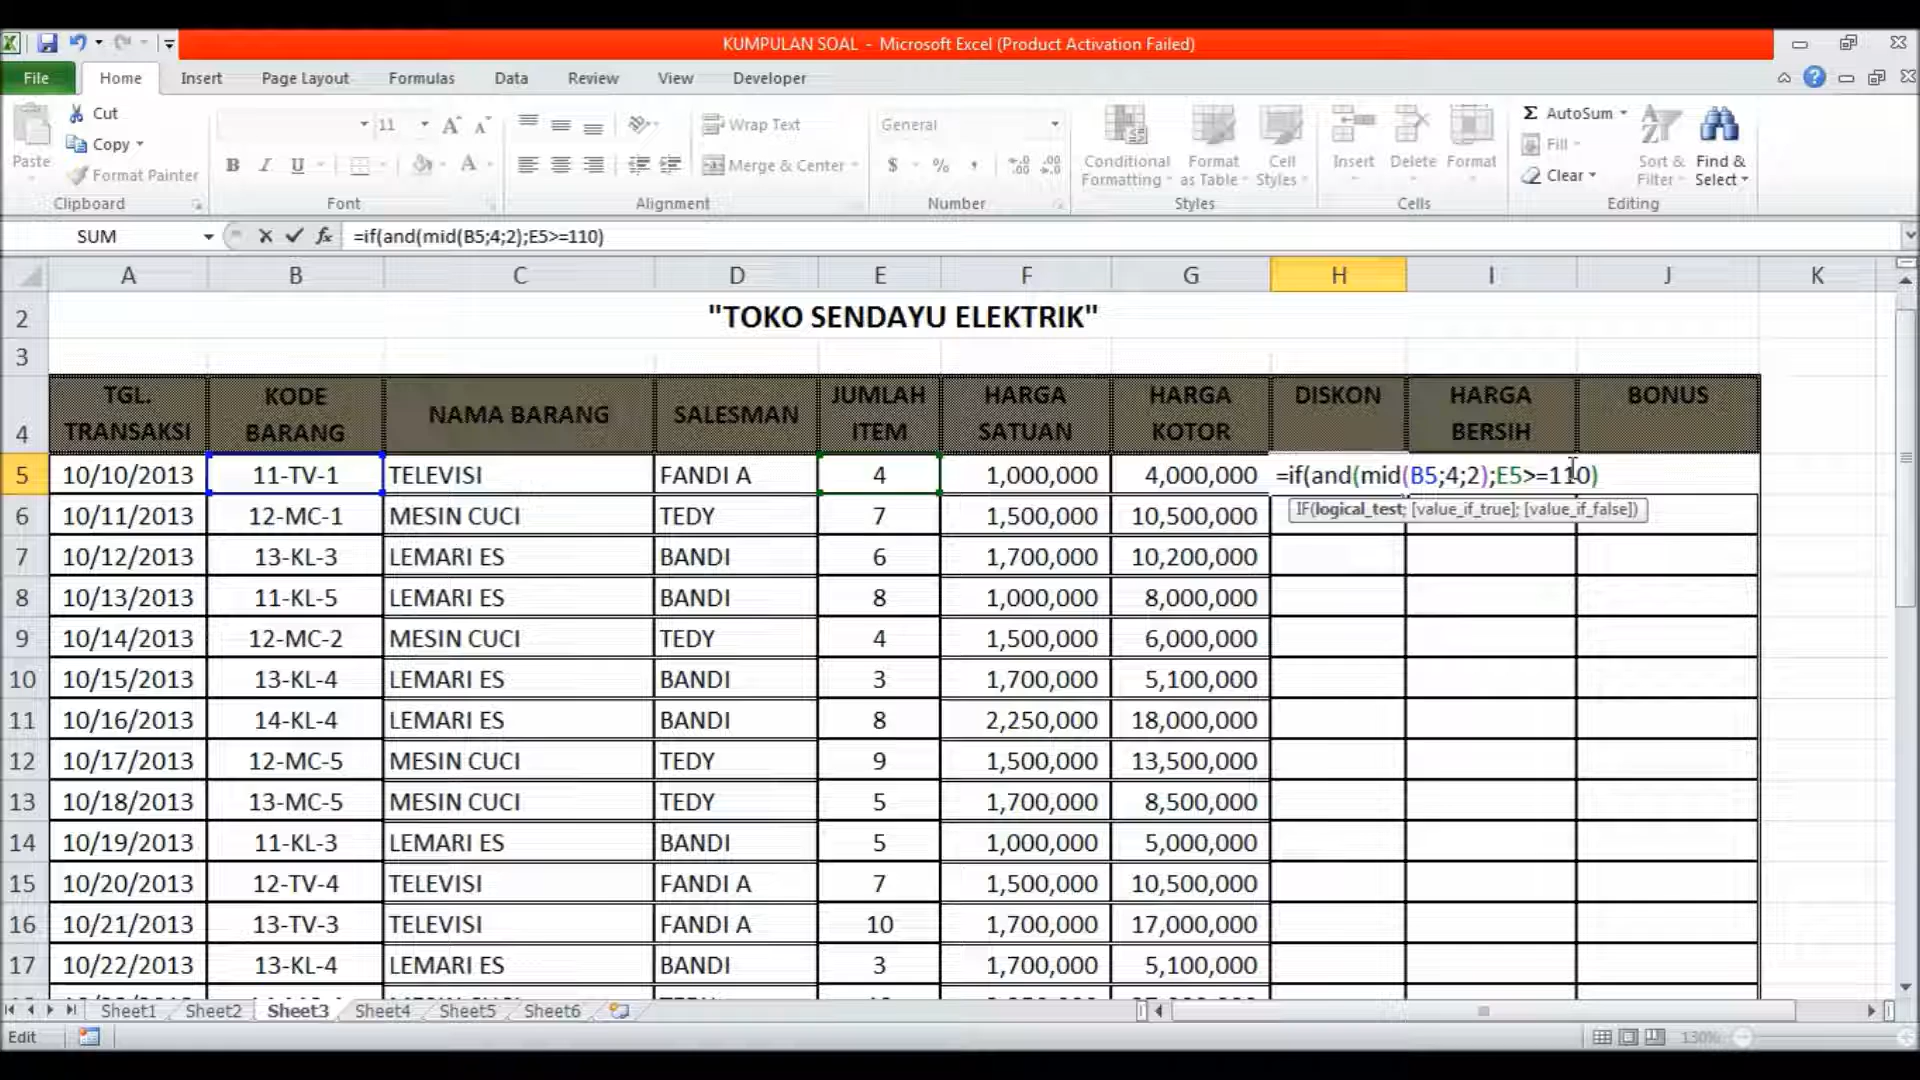 KUMPULAN SOAL - Microsoft Excel (Product Activation Failed)
File Home Insert Page Layout Formulas Data Review View Developer
Paste Cut Copy Format Painter Clipboard
11 A A B I U A Font
Wrap Text Merge & Center Alignment
General $ % , Number
Conditional Formatting Format as Table Cell Styles Styles
Insert Delete Format Cells
Σ AutoSum Fill Clear Sort & Filter Find & Select Editing
SUM fx =if(and(mid(B5;4;2);E5>=110)
A B C D E F G H I J K
2 "TOKO SENDAYU ELEKTRIK"
3
4 TGL. TRANSAKSI KODE BARANG NAMA BARANG SALESMAN JUMLAH ITEM HARGA SATUAN HARGA KOTOR DISKON HARGA BERSIH BONUS
5 10/10/2013 11-TV-1 TELEVISI FANDI A 4 1,000,000 4,000,000 =if(and(mid(B5;4;2);E5>=110)
IF(logical_test; [value_if_true]; [value_if_false])
6 10/11/2013 12-MC-1 MESIN CUCI TEDY 7 1,500,000 10,500,000
7 10/12/2013 13-KL-3 LEMARI ES BANDI 6 1,700,000 10,200,000
8 10/13/2013 11-KL-5 LEMARI ES BANDI 8 1,000,000 8,000,000
9 10/14/2013 12-MC-2 MESIN CUCI TEDY 4 1,500,000 6,000,000
10 10/15/2013 13-KL-4 LEMARI ES BANDI 3 1,700,000 5,100,000
11 10/16/2013 14-KL-4 LEMARI ES BANDI 8 2,250,000 18,000,000
12 10/17/2013 12-MC-5 MESIN CUCI TEDY 9 1,500,000 13,500,000
13 10/18/2013 13-MC-5 MESIN CUCI TEDY 5 1,700,000 8,500,000
14 10/19/2013 11-KL-3 LEMARI ES BANDI 5 1,000,000 5,000,000
15 10/20/2013 12-TV-4 TELEVISI FANDI A 7 1,500,000 10,500,000
16 10/21/2013 13-TV-3 TELEVISI FANDI A 10 1,700,000 17,000,000
17 10/22/2013 13-KL-4 LEMARI ES BANDI 3 1,700,000 5,100,000
Sheet1 Sheet2 Sheet3 Sheet4 Sheet5 Sheet6
Edit 130%